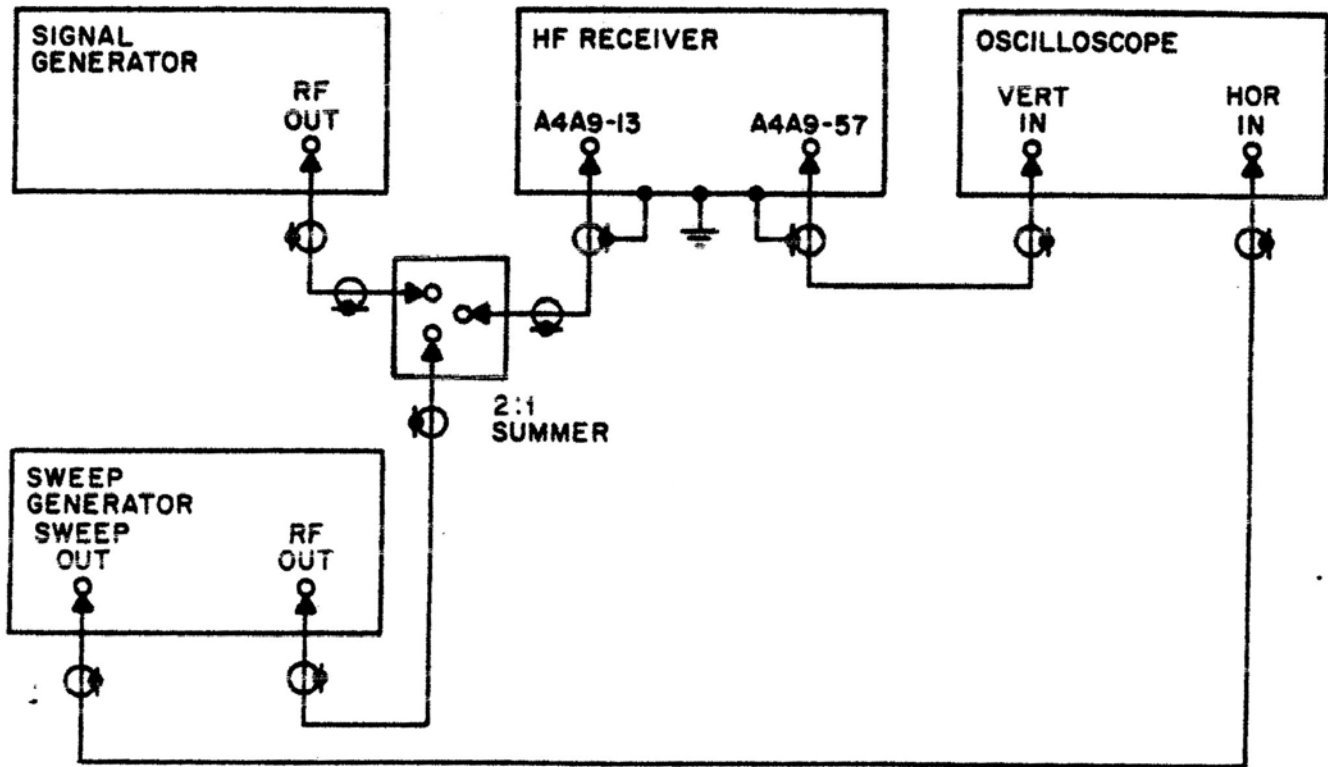 SIGNAL
GENERATOR
RF
OUT
HF RECEIVER
A4A9-13
A4A9-57
OSCILLOSCOPE
VERT
IN
HOR
IN
2:1
SUMMER
SWEEP
GENERATOR
SWEEP
OUT
RF
OUT